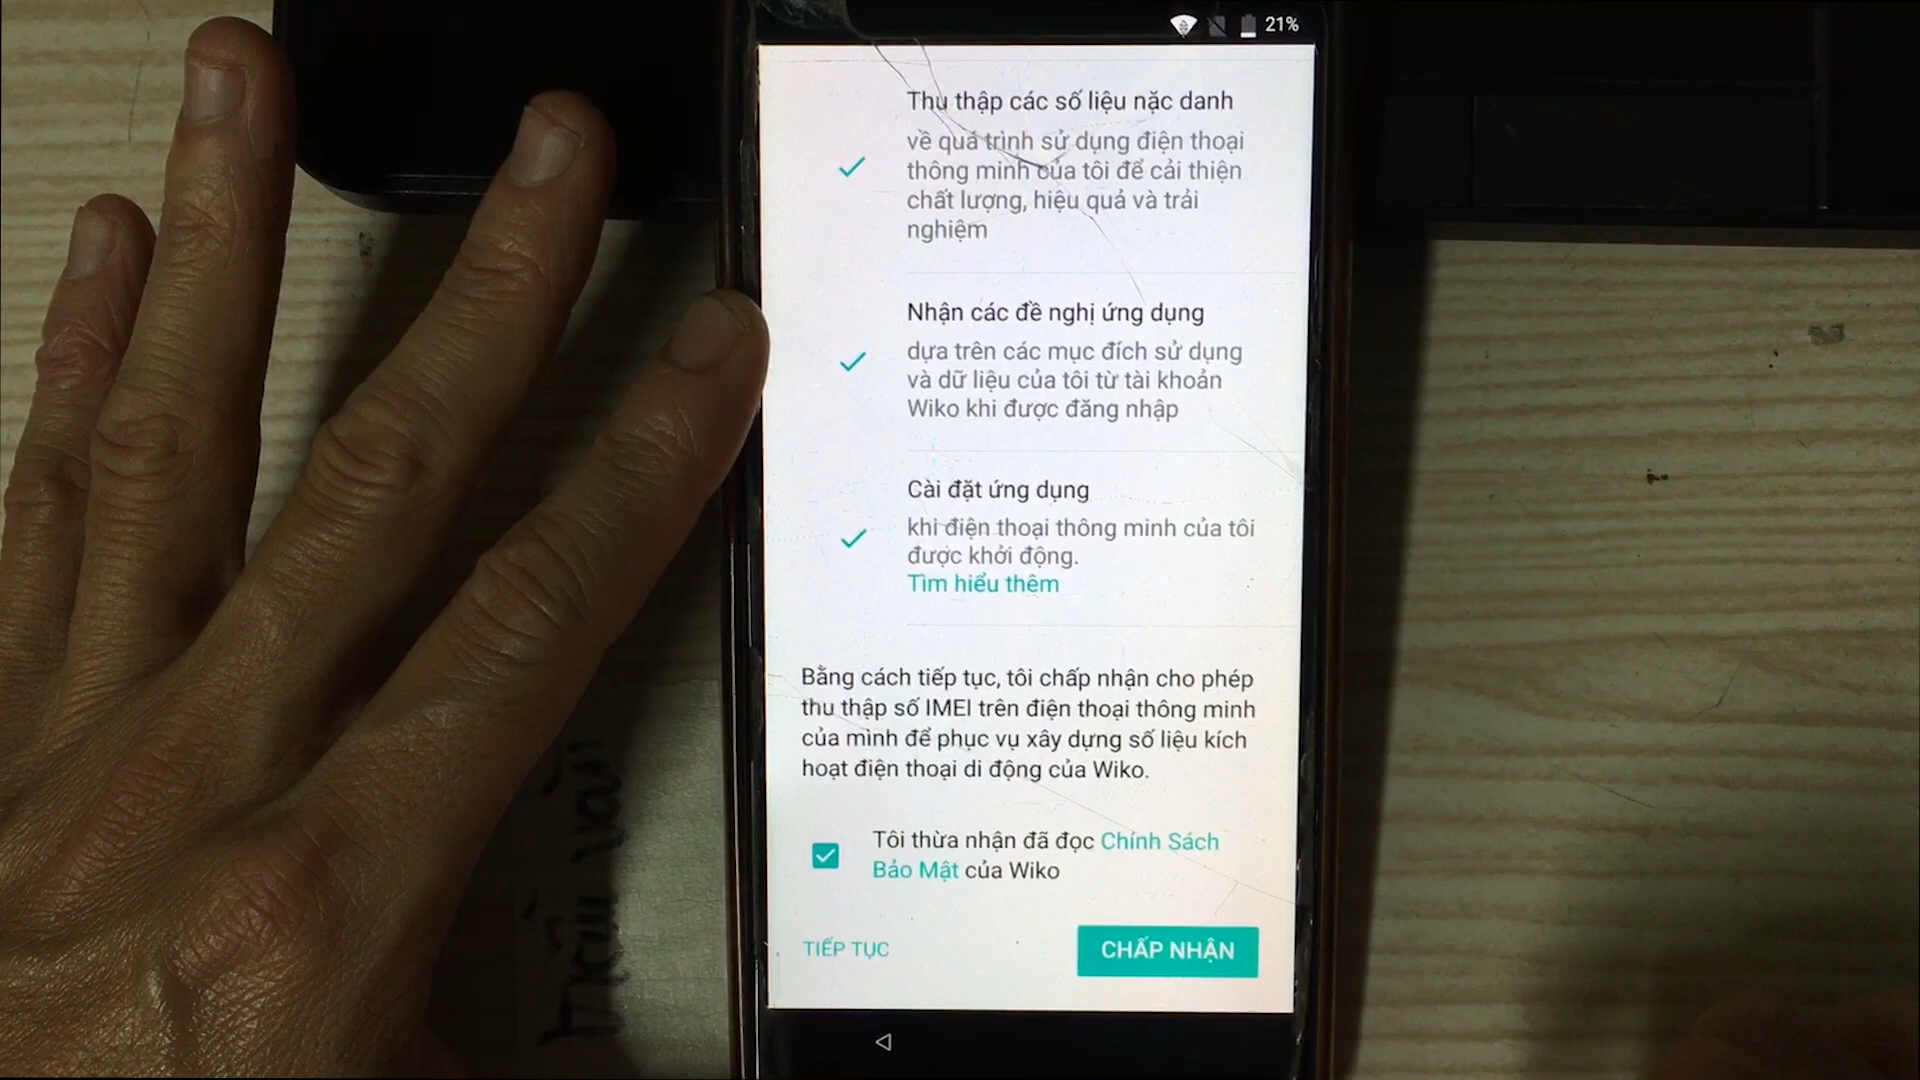 21%
Thu thập các số liệu nặc danh
về quá trình sử dụng điện thoại
thông minh của tôi để cải thiện
chất lượng, hiệu quả và trải
nghiệm
Nhận các đề nghị ứng dụng
dựa trên các mục đích sử dụng
và dữ liệu của tôi từ tài khoản
Wiko khi được đăng nhập
Cài đặt ứng dụng
khi điện thoại thông minh của tôi
được khởi động.
Tìm hiểu thêm
Bằng cách tiếp tục, tôi chấp nhận cho phép
thu thập số IMEI trên điện thoại thông minh
của mình để phục vụ xây dựng số liệu kích
hoạt điện thoại di động của Wiko.
Tôi thừa nhận đã đọc Chính Sách
Bảo Mật của Wiko
TIẾP TỤC
CHẤP NHẬN